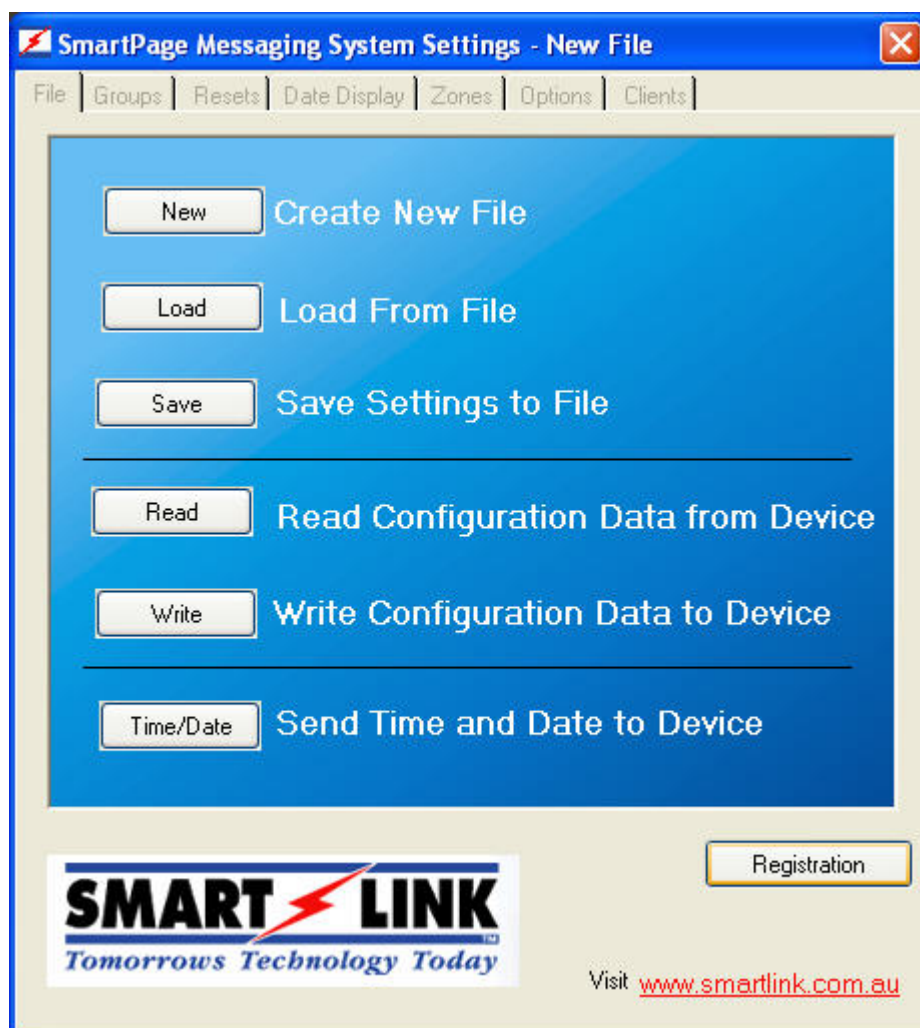 SmartPage Messaging System Settings - New File
File Groups Resets Date Display Zones Options Clients
New Create New File
Load Load From File
Save Save Settings to File
Read Read Configuration Data from Device
Write Write Configuration Data to Device
Time/Date Send Time and Date to Device
Registration
SMART LINK TM
Tomorrows Technology Today
Visit www.smartlink.com.au